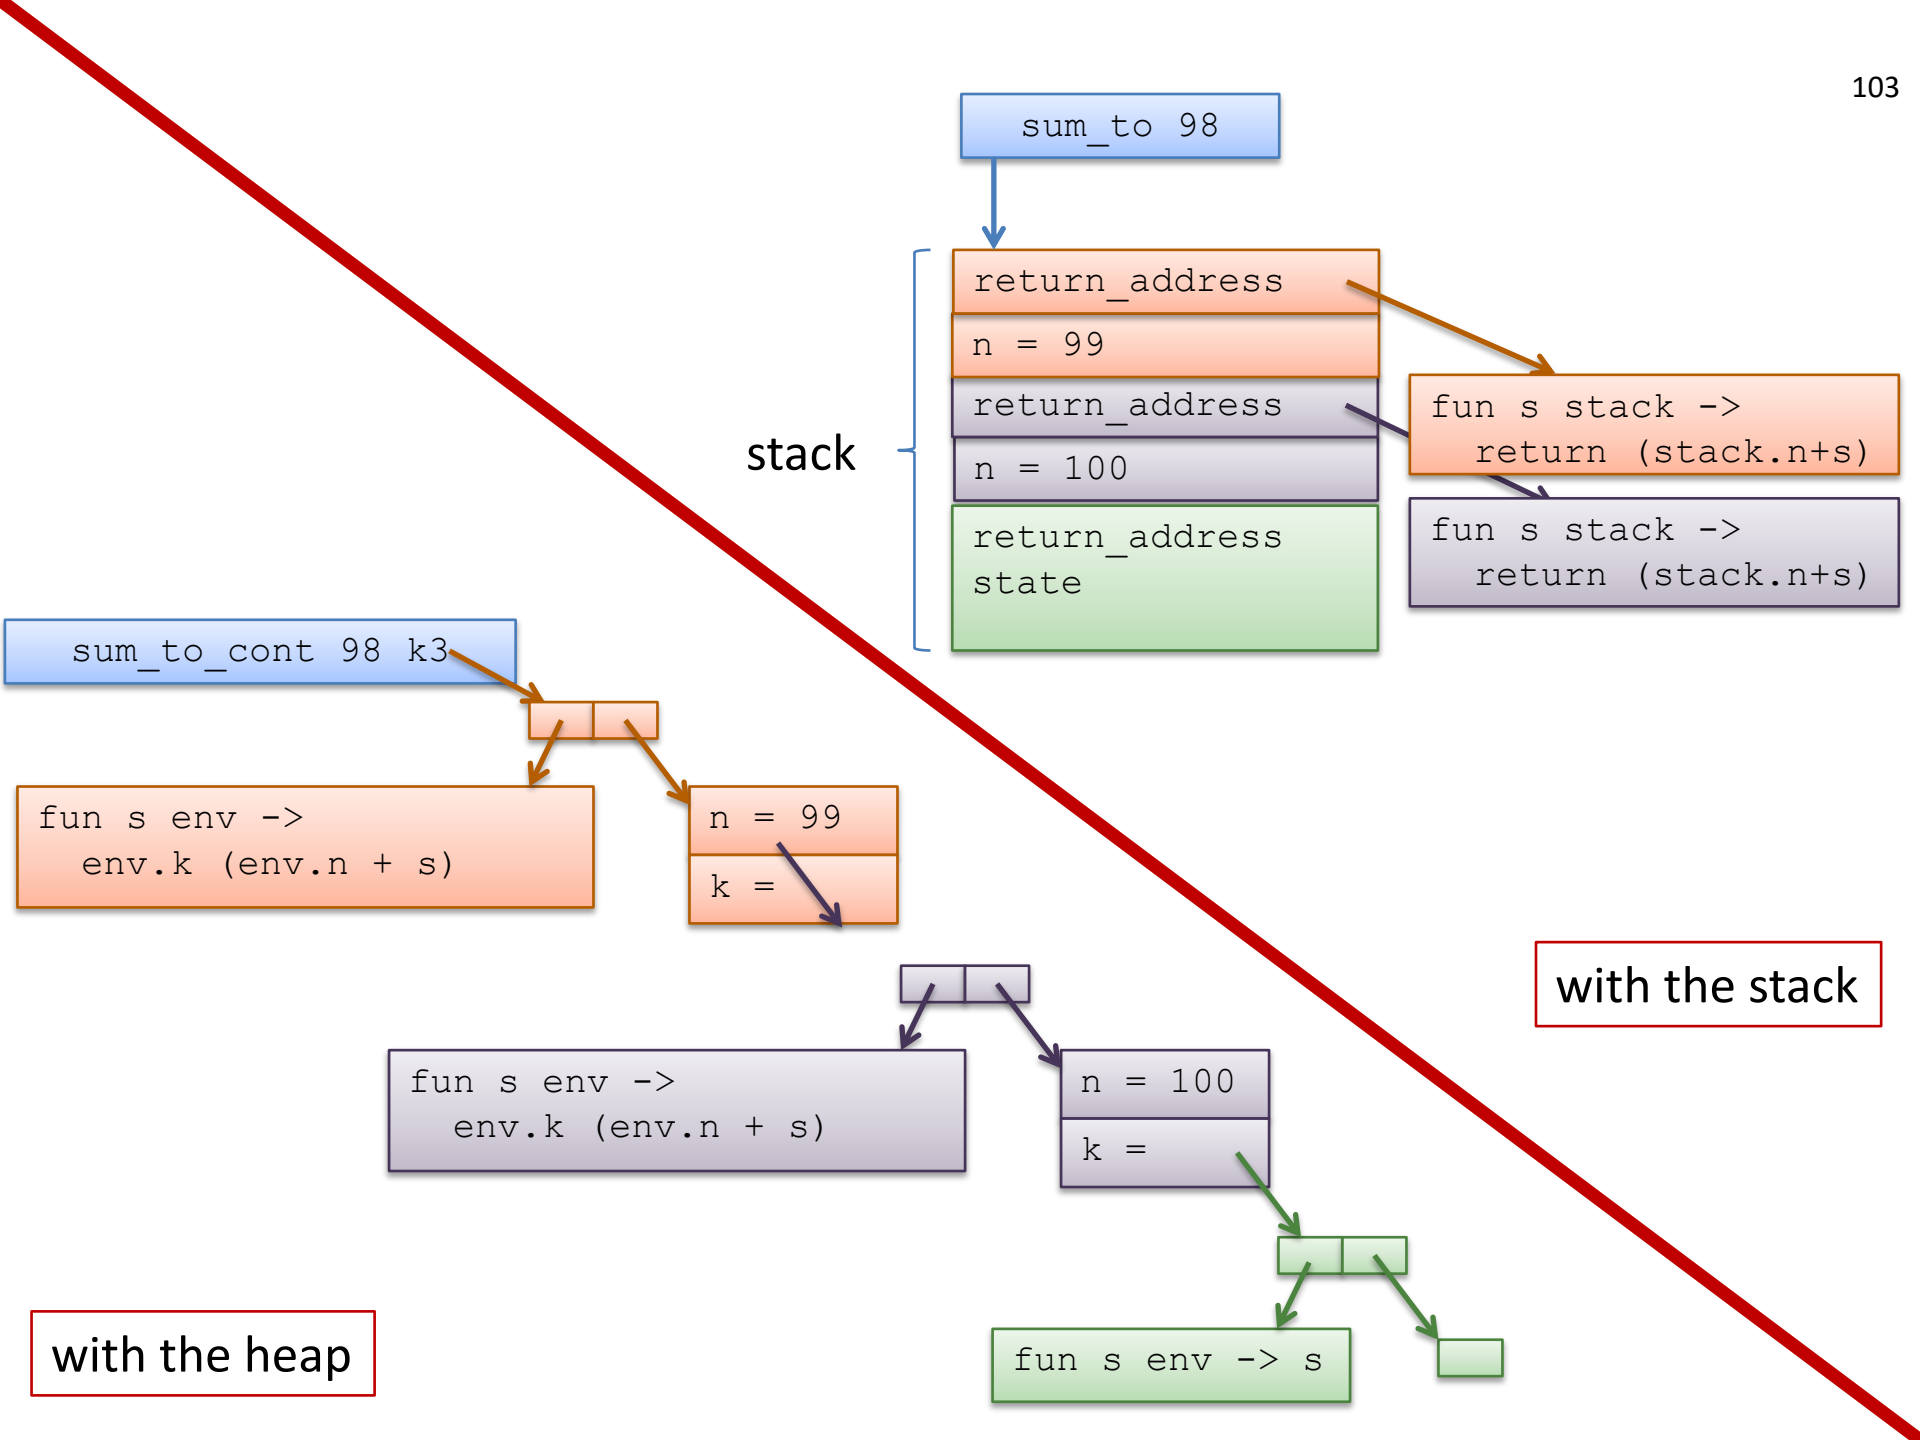 103
sum_to 98
return_address
n = 99
return_address
n = 100
return_address
state
stack
fun s stack ->
return (stack.n+s)
fun s stack ->
return (stack.n+s)
sum_to_cont 98 k3
fun s env ->
env.k (env.n + s)
n = 99
k =
fun s env ->
env.k (env.n + s)
n = 100
k =
fun s env -> s
with the stack
with the heap